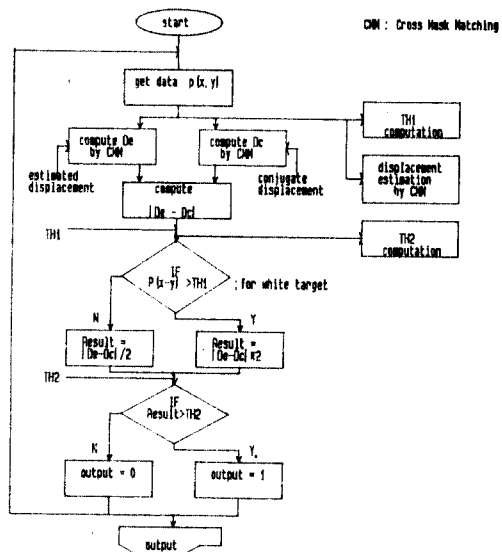 start
CMM : Cross Mask Matching
get data p(x,y)
TH1
computation
compute De
by CMM
compute Dc
by CMM
estimated
displacement
conjugate
displacement
displacement
estimation
by CMM
compute
|De - Dc|
TH1
TH2
computation
IF
P(x-y) >TH1
; for white target
N
Y
Result =
|De-Dc|/2
Result =
|De-Dc|*2
TH2
IF
Result>TH2
N
Y.
output = 0
output = 1
output